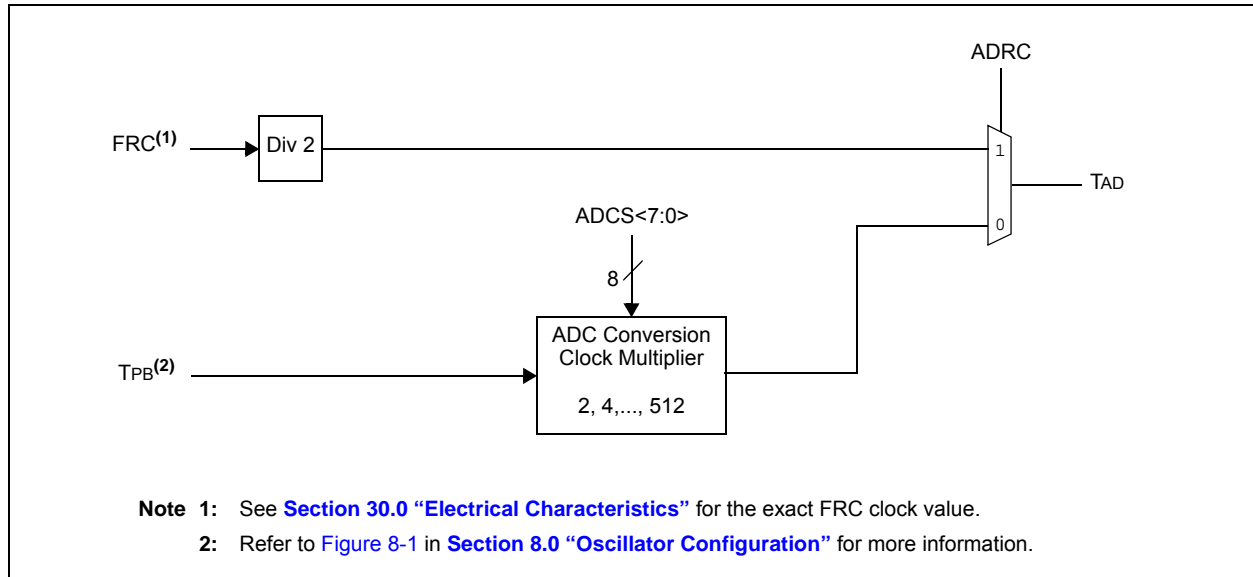 ADRC
FRC(1)
Div 2
1
TAD
ADCS<7:0>
0
8
ADC Conversion
Clock Multiplier
TPB(2)
2, 4,..., 512
Note 1: See Section 30.0 “Electrical Characteristics” for the exact FRC clock value.
2: Refer to Figure 8-1 in Section 8.0 “Oscillator Configuration” for more information.